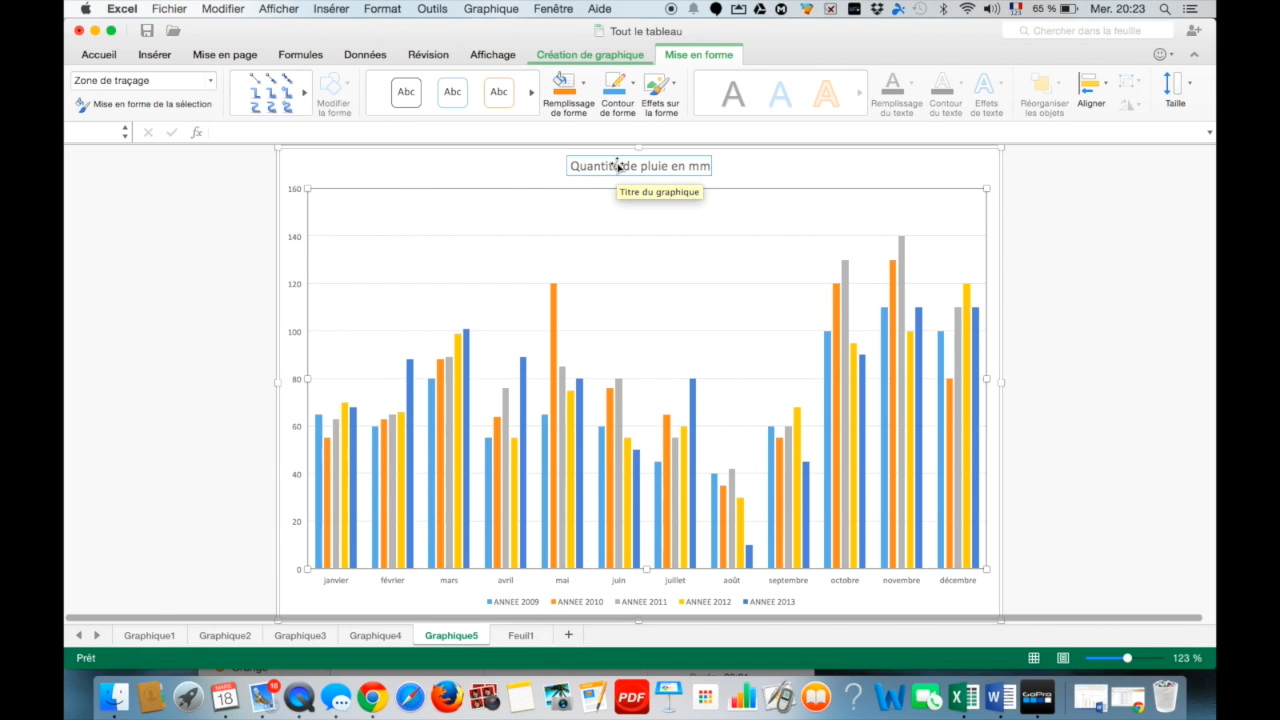 Excel Fichier Modifier Afficher Insérer Format Outils Graphique Fenêtre Aide 65 % Mer. 20:23
Tout le tableau
Chercher dans la feuille
Accueil Insérer Mise en page Formules Données Révision Affichage Création de graphique Mise en forme
Zone de traçage
Mise en forme de la sélection
Modifier la forme
Abc Abc Abc
Remplissage de forme
Contour de forme
Effets sur la forme
A A A
Remplissage du texte
Contour du texte
Effets de texte
Réorganiser les objets
Aligner
Taille
fx
Quantité de pluie en mm
Titre du graphique
160
140
120
100
80
60
40
20
0
janvier février mars avril mai juin juillet août septembre octobre novembre décembre
ANNEE 2009 ANNEE 2010 ANNEE 2011 ANNEE 2012 ANNEE 2013
Graphique1 Graphique2 Graphique3 Graphique4 Graphique5 Feuil1 +
Prêt 123 %
MARS
18
16
PDF
GoPro